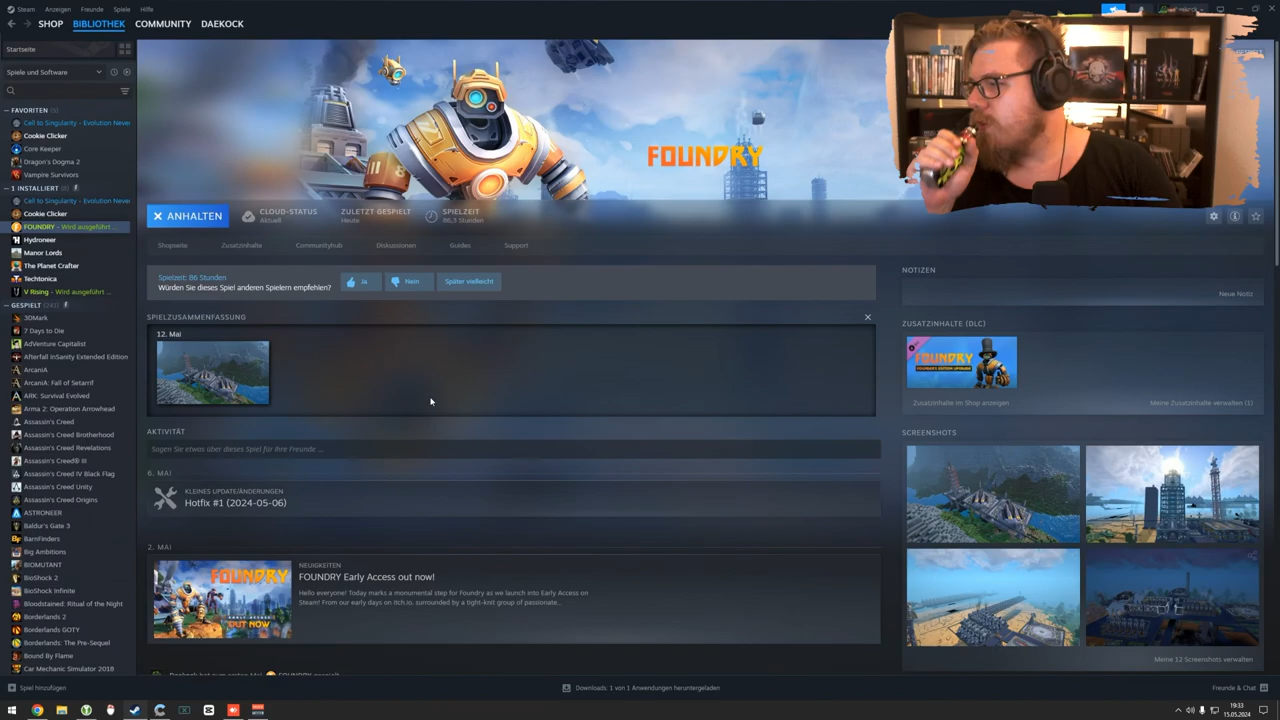 Steam Anzeigen Freunde Spiele Hilfe
SHOP BIBLIOTHEK COMMUNITY DAEKOCK
Startseite
Spiele und Software
FAVORITEN (5)
Cell to Singularity - Evolution Never
Cookie Clicker
Core Keeper
Dragon's Dogma 2
Vampire Survivors
1 INSTALLIERT
Cell to Singularity - Evolution Never
Cookie Clicker
FOUNDRY - Wird ausgeführt ...
Hydroneer
Manor Lords
The Planet Crafter
Techtonica
V Rising - Wird ausgeführt ...
GESPIELT (241)
3DMark
7 Days to Die
AdVenture Capitalist
Afterfall InSanity Extended Edition
ArcaniA
ArcaniA: Fall of Setarrif
ARK: Survival Evolved
Arma 2: Operation Arrowhead
Assassin's Creed
Assassin's Creed Brotherhood
Assassin's Creed Revelations
Assassin's Creed® III
Assassin's Creed IV Black Flag
Assassin's Creed Unity
Assassin's Creed Origins
ASTRONEER
Baldur's Gate 3
BarnFinders
Big Ambitions
BIOMUTANT
BioShock 2
BioShock Infinite
Bloodstained: Ritual of the Night
Borderlands 2
Borderlands GOTY
Borderlands: The Pre-Sequel
Bound By Flame
Car Mechanic Simulator 2018
Spiel hinzufügen
FOUNDRY
ANHALTEN
CLOUD-STATUS
Aktuell
ZULETZT GESPIELT
Heute
SPIELZEIT
86,3 Stunden
Shopseite Zusatzinhalte Communityhub Diskussionen Guides Support
Spielzeit: 86 Stunden
Würden Sie dieses Spiel anderen Spielern empfehlen?
Ja Nein Später vielleicht
SPIELZUSAMMENFASSUNG
12. Mai
AKTIVITÄT
Sagen Sie etwas über dieses Spiel für Ihre Freunde ...
6. MAI
KLEINES UPDATE/ÄNDERUNGEN
Hotfix #1 (2024-05-06)
2. MAI
FOUNDRY
EARLY ACCESS
OUT NOW
NEUIGKEITEN
FOUNDRY Early Access out now!
Hello everyone! Today marks a monumental step for Foundry as we launch into Early Access on
Steam! From our early days on itch.io, surrounded by a tight-knit group of passionate...
NOTIZEN
Neue Notiz
ZUSATZINHALTE (DLC)
FOUNDRY
Zusatzinhalte im Shop anzeigen
Meine Zusatzinhalte verwalten (1)
SCREENSHOTS
Meine 12 Screenshots verwalten
Downloads: 1 von 1 Anwendungen heruntergeladen
Freunde & Chat
19:33
15.05.2024